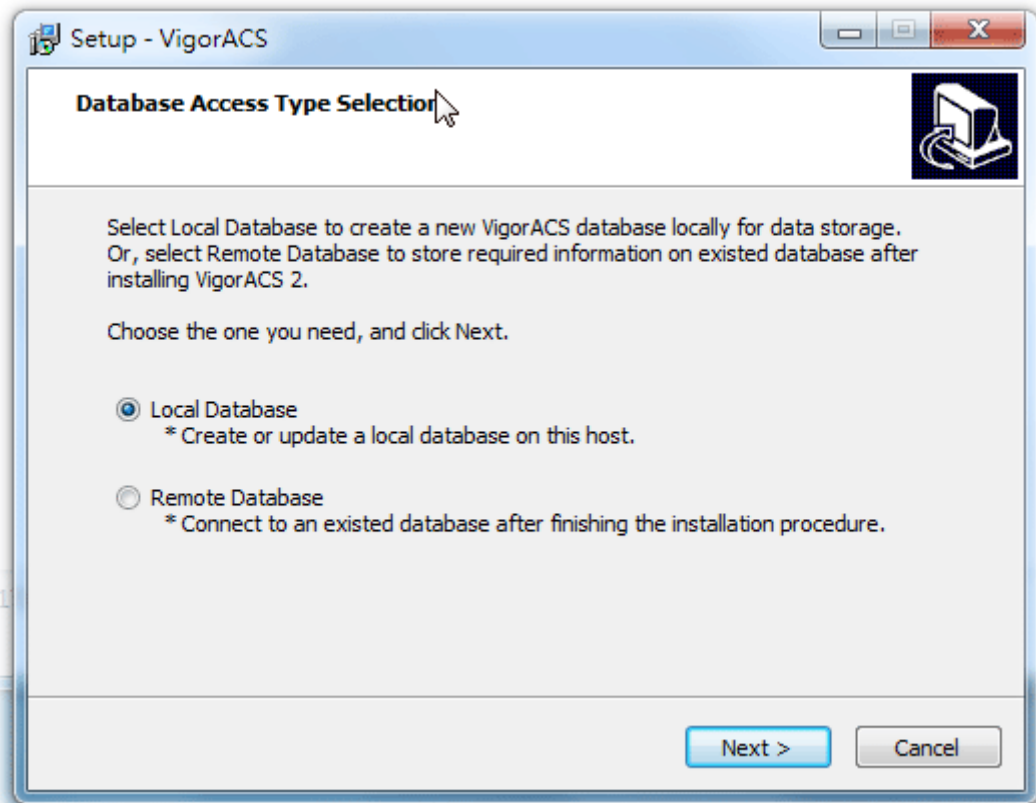 Setup - VigorACS
Database Access Type Selection
Select Local Database to create a new VigorACS database locally for data storage.
Or, select Remote Database to store required information on existed database after
installing VigorACS 2.
Choose the one you need, and click Next.
Local Database
* Create or update a local database on this host.
Remote Database
* Connect to an existed database after finishing the installation procedure.
Next >
Cancel